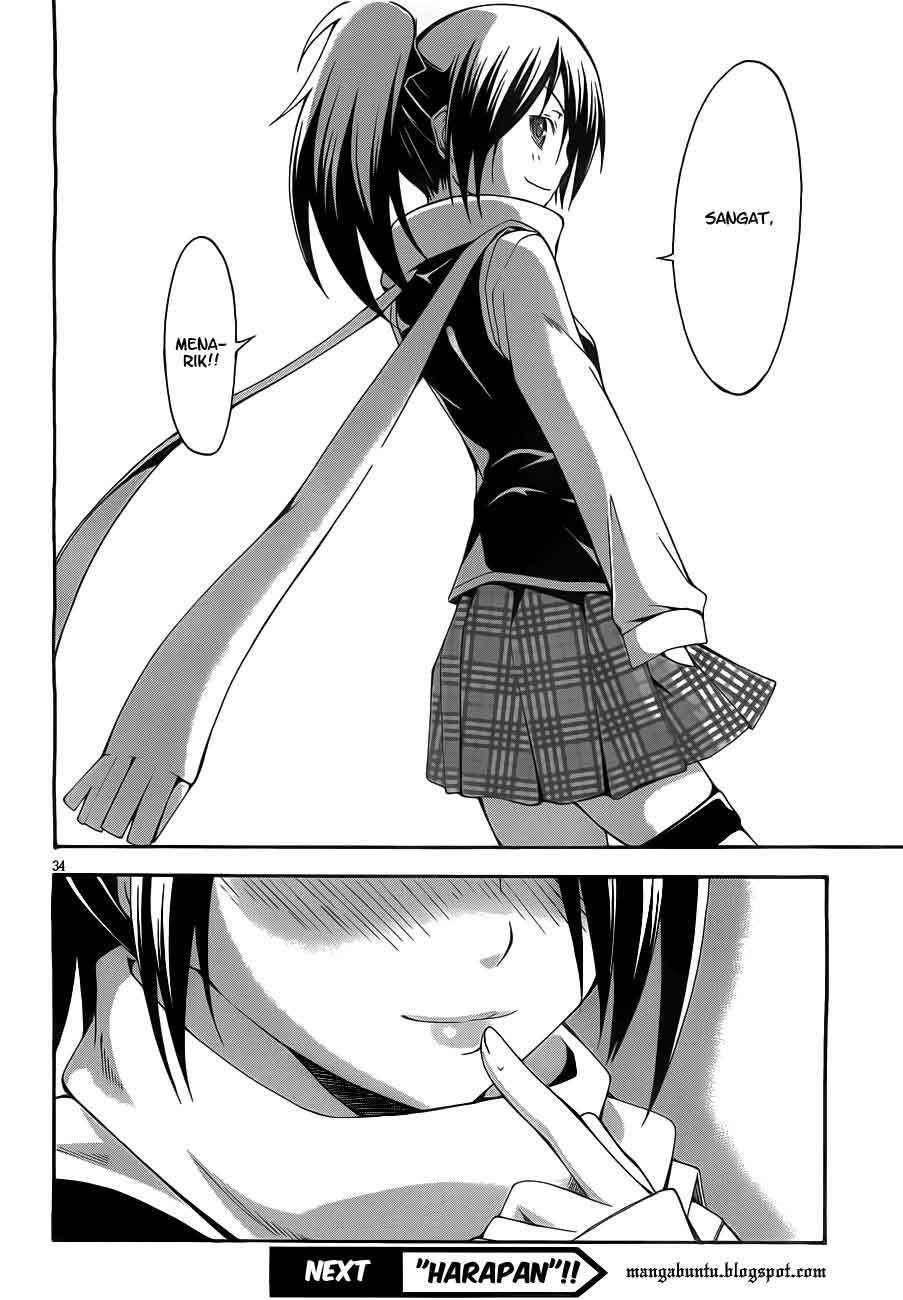 SANGAT,
MENA-
RIK!!
34
NEXT "HARAPAN"!!
mangabuntu.blogspot.com